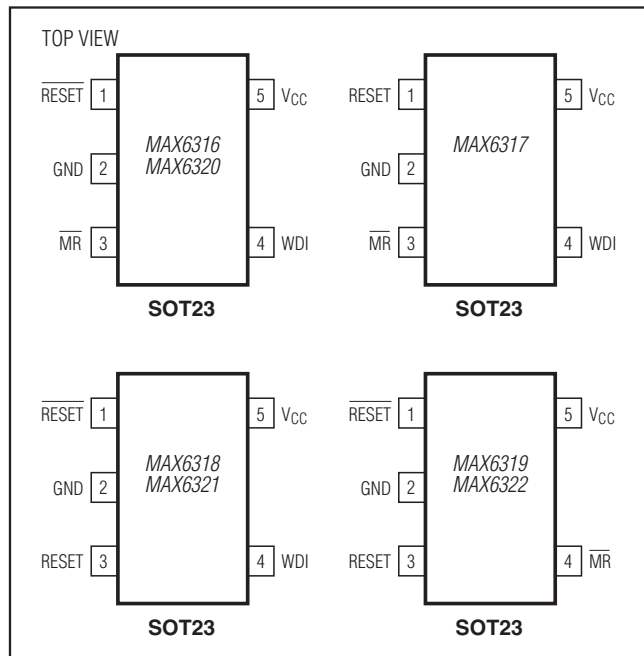 TOP VIEW
RESET 1
5 VCC
RESET 1
5 VCC
MAX6316
MAX6320
MAX6317
GND 2
GND 2
MR 3
4 WDI
MR 3
4 WDI
SOT23
SOT23
RESET 1
5 VCC
RESET 1
5 VCC
MAX6318
MAX6321
MAX6319
MAX6322
GND 2
GND 2
RESET 3
4 WDI
RESET 3
4 MR
SOT23
SOT23